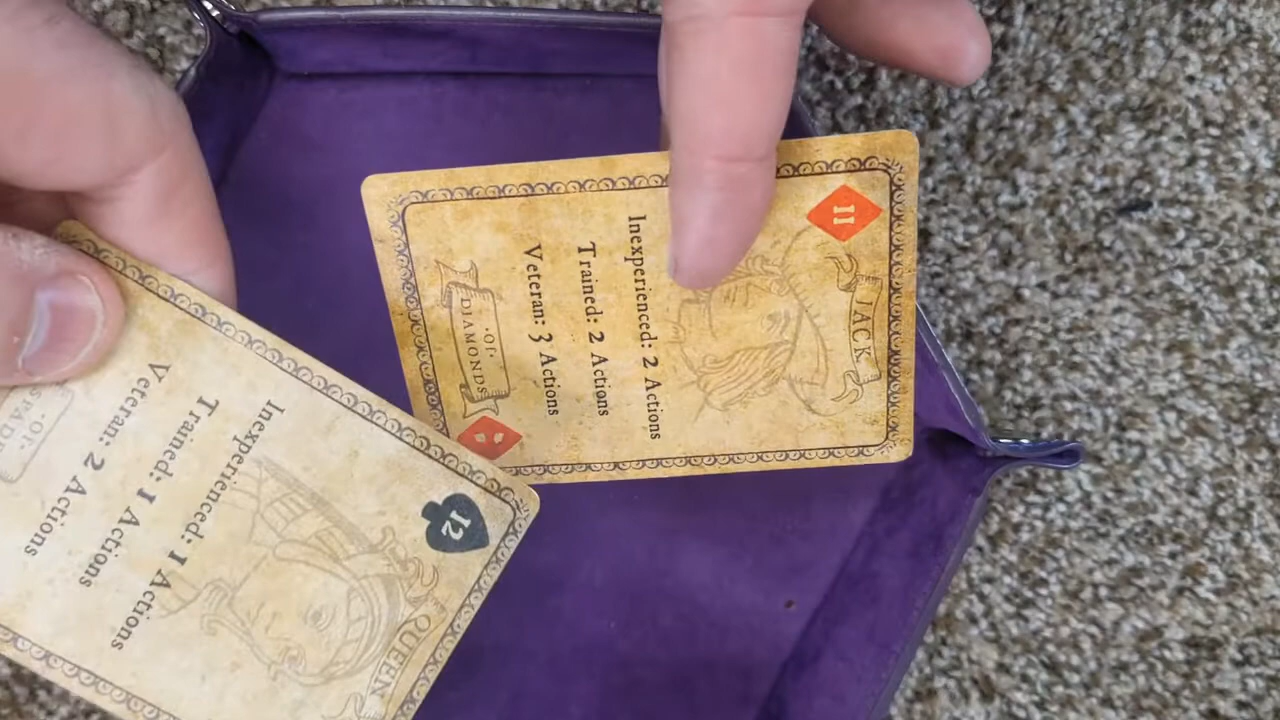 11
JACK
Inexperienced: 2 Actions
Trained: 2 Actions
Veteran: 3 Actions
·OF·
DIAMONDS
12
QUEEN
Inexperienced: 1 Actions
Trained: 1 Actions
Veteran: 2 Actions
·OF·